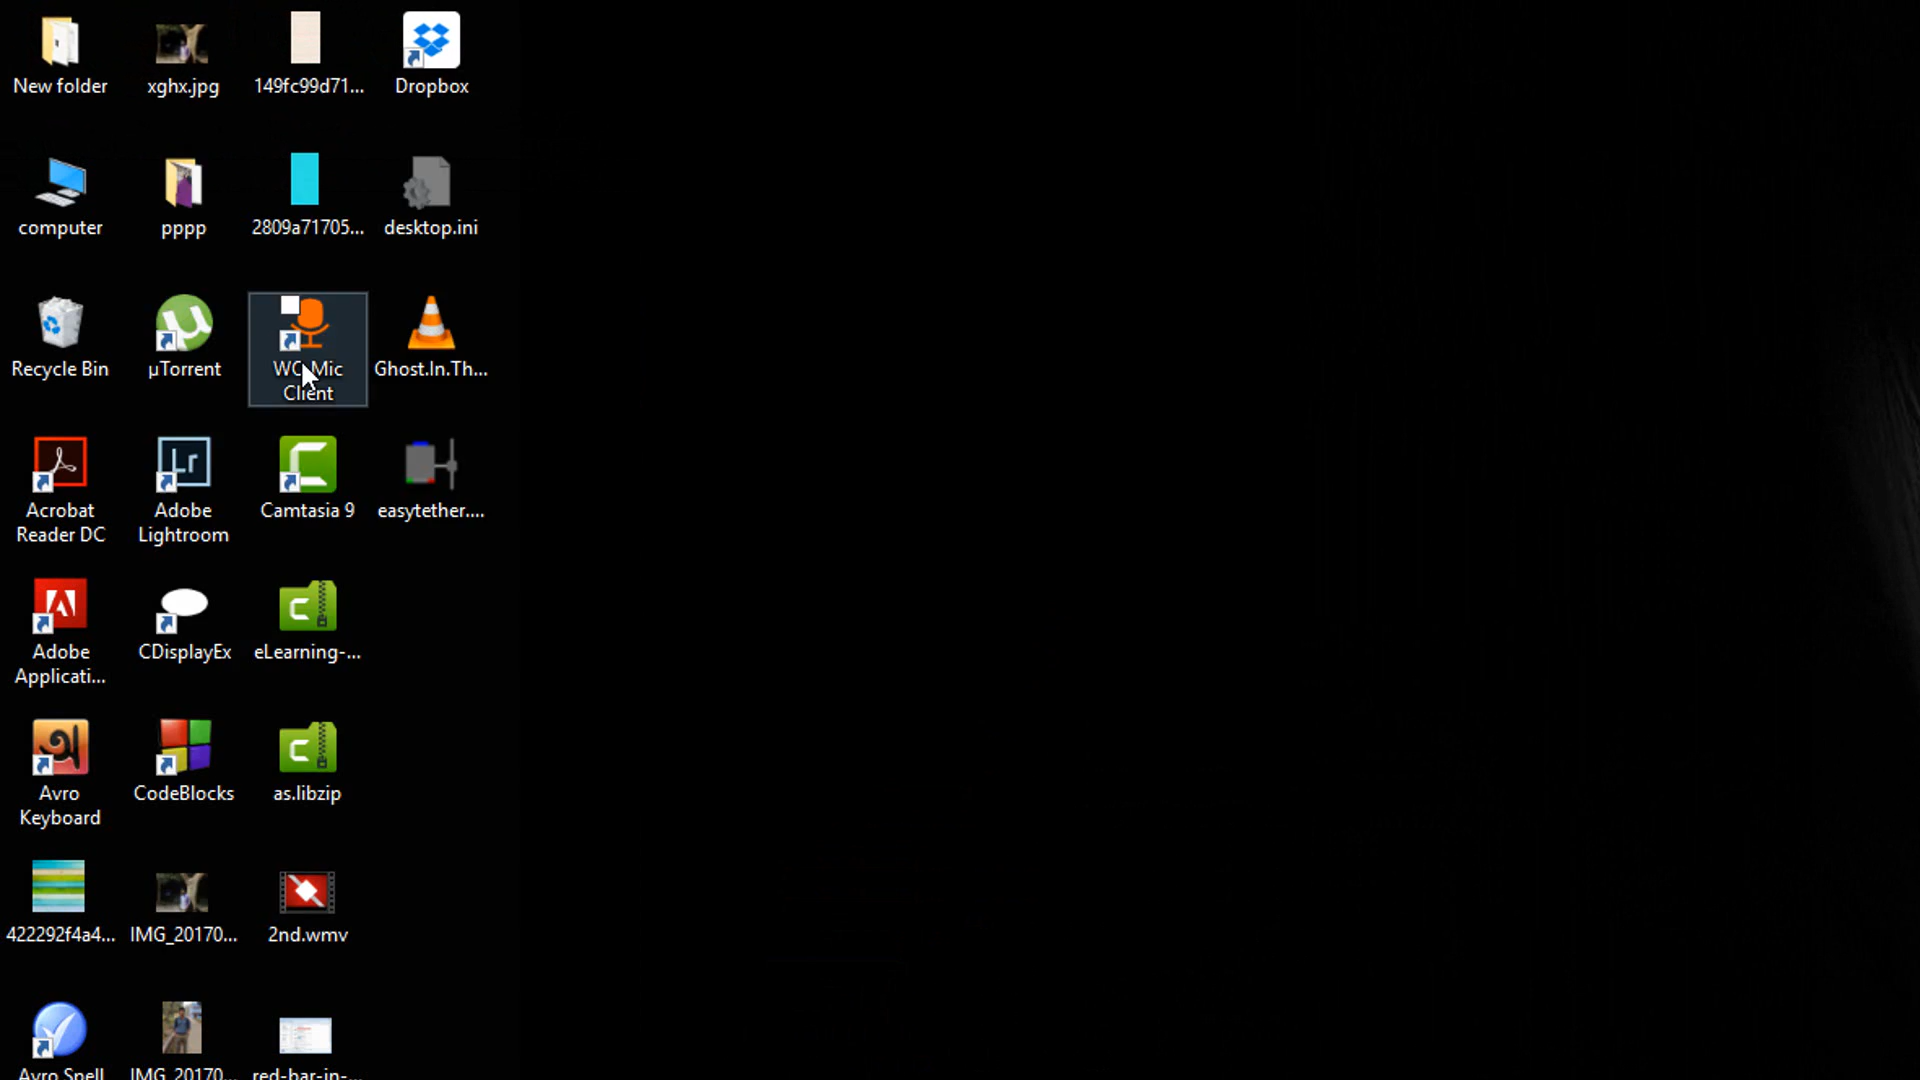 New folder
xghx.jpg
149fc99d71...
Dropbox
computer
pppp
2809a71705...
desktop.ini
Recycle Bin
µTorrent
WO Mic
Client
Ghost.In.Th...
Acrobat
Reader DC
Adobe
Lightroom
Camtasia 9
easytether....
Adobe
Applicati...
CDisplayEx
eLearning-...
Avro
Keyboard
CodeBlocks
as.libzip
422292f4a4...
IMG_20170...
2nd.wmv
Avro Spell
IMG_20170...
red-bar-in-...